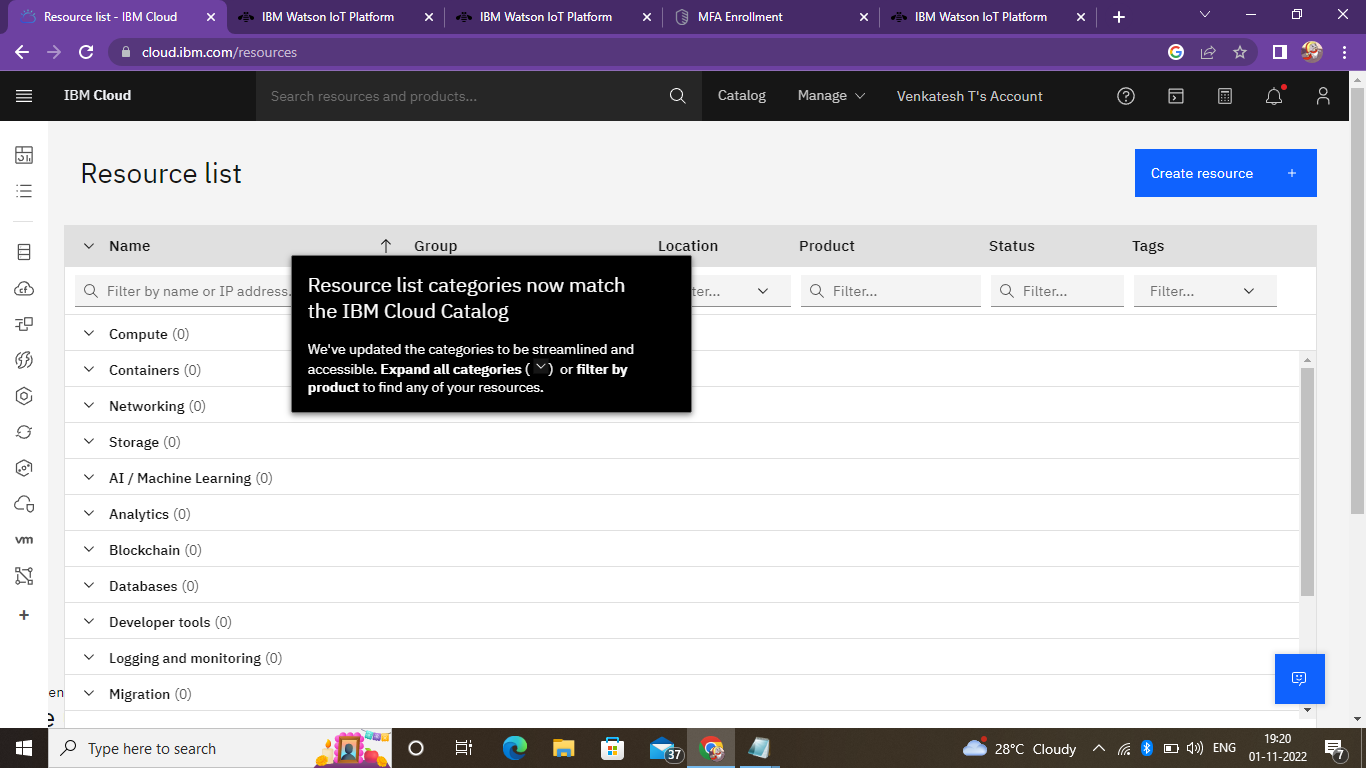 Resource list - IBM Cloud
IBM Watson IoT Platform
IBM Watson IoT Platform
MFA Enrollment
IBM Watson IoT Platform
cloud.ibm.com/resources
IBM Cloud
Search resources and products...
Catalog
Manage
Venkatesh T's Account
Resource list
Create resource +
Name
Group
Location
Product
Status
Tags
Filter by name or IP address.
ter...
Filter...
Filter...
Filter...
Resource list categories now match
the IBM Cloud Catalog
We've updated the categories to be streamlined and
accessible. Expand all categories ( ) or filter by
product to find any of your resources.
Compute (0)
Containers (0)
Networking (0)
Storage (0)
AI / Machine Learning (0)
Analytics (0)
Blockchain (0)
Databases (0)
Developer tools (0)
Logging and monitoring (0)
Migration (0)
cf
vm
en
e
Type here to search
37
28°C Cloudy
ENG
19:20
01-11-2022
7